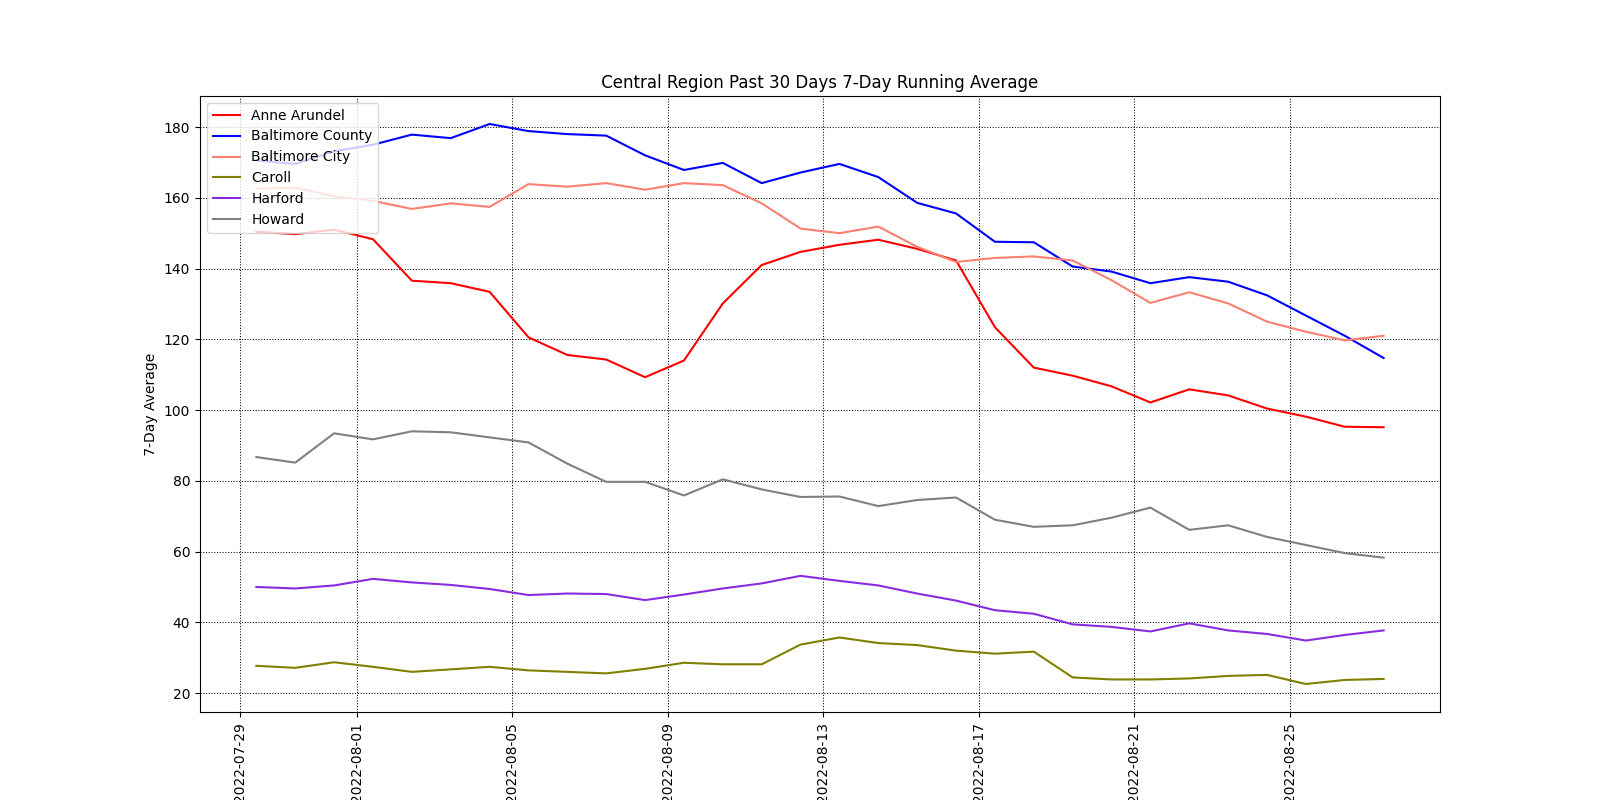 Central Region Past 30 Days 7-Day Running Average
Anne Arundel
Baltimore County
Baltimore City
Caroll
Harford
Howard
7-Day Average
180
160
140
120
100
80
60
40
20
2022-07-29
2022-08-01
2022-08-05
2022-08-09
2022-08-13
2022-08-17
2022-08-21
2022-08-25